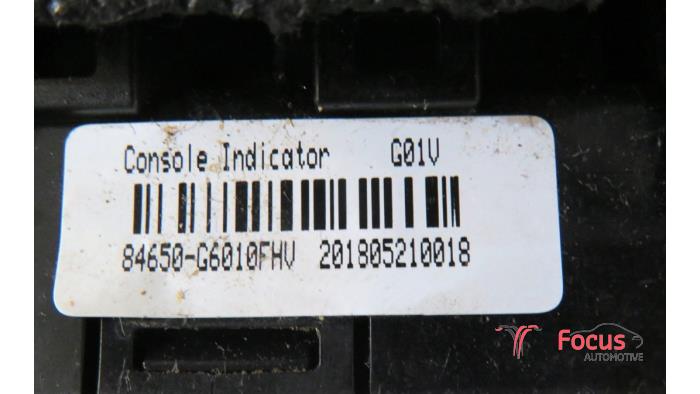 Console Indicator G01V
84650-G6010FHV 201805210018
Focus
AUTOMOTIVE